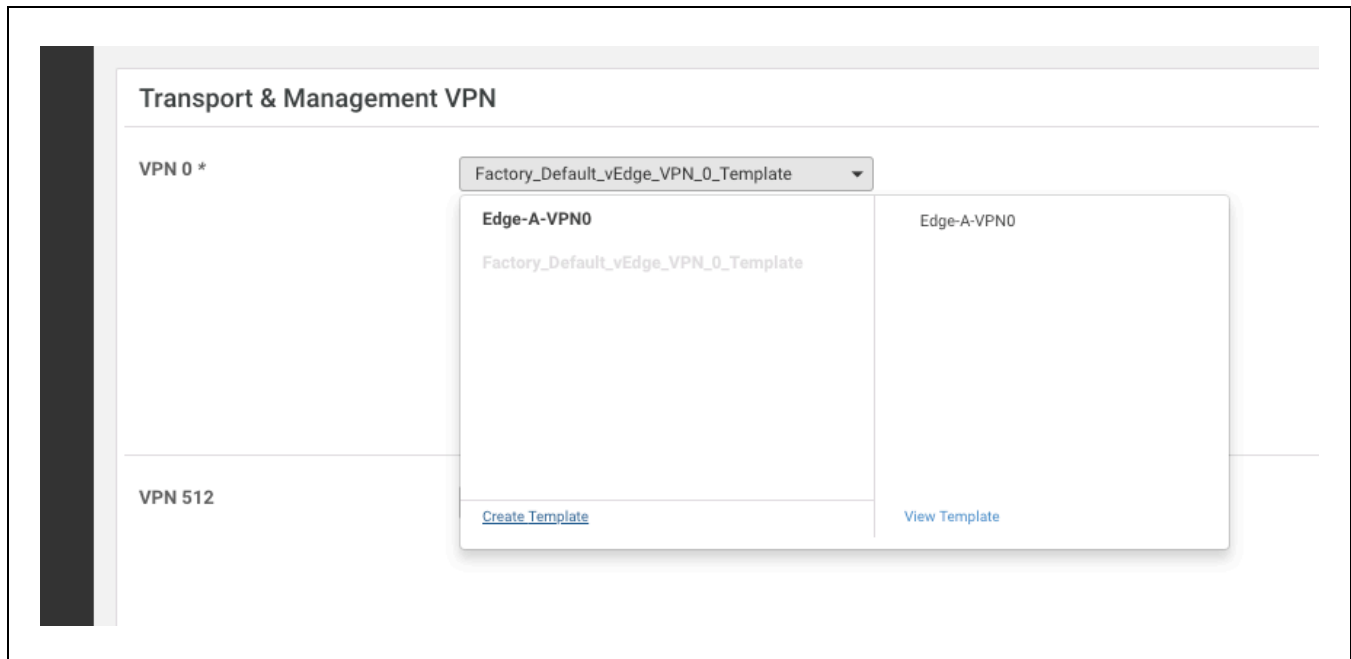 Transport & Management VPN
VPN 0 *
Factory_Default_vEdge_VPN_0_Template
Edge-A-VPN0
Edge-A-VPN0
Factory_Default_vEdge_VPN_0_Template
VPN 512
Create Template
View Template